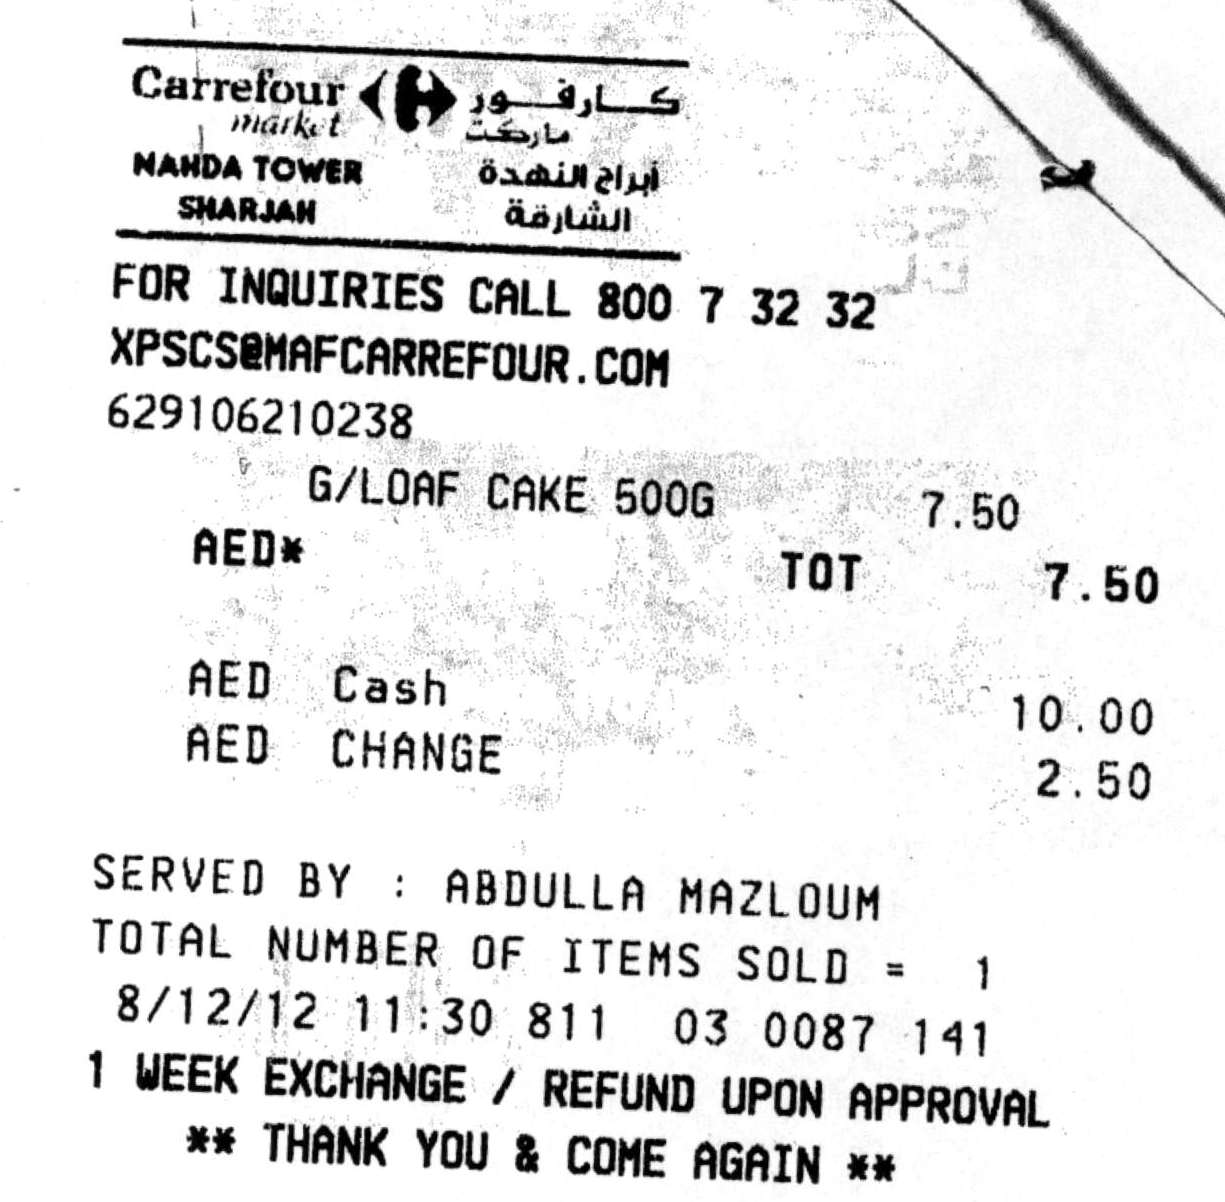 Carrefour كارفور
market ماركت
NAHDA TOWER أبراج النهدة
SHARJAH الشارقة
FOR INQUIRIES CALL 800 7 32 32
XPSCS@MAFCARREFOUR.COM
629106210238
G/LOAF CAKE 500G 7.50
AED* TOT 7.50
AED Cash 10.00
AED CHANGE 2.50
SERVED BY : ABDULLA MAZLOUM
TOTAL NUMBER OF ITEMS SOLD = 1
8/12/12 11:30 811 03 0087 141
1 WEEK EXCHANGE / REFUND UPON APPROVAL
** THANK YOU & COME AGAIN **